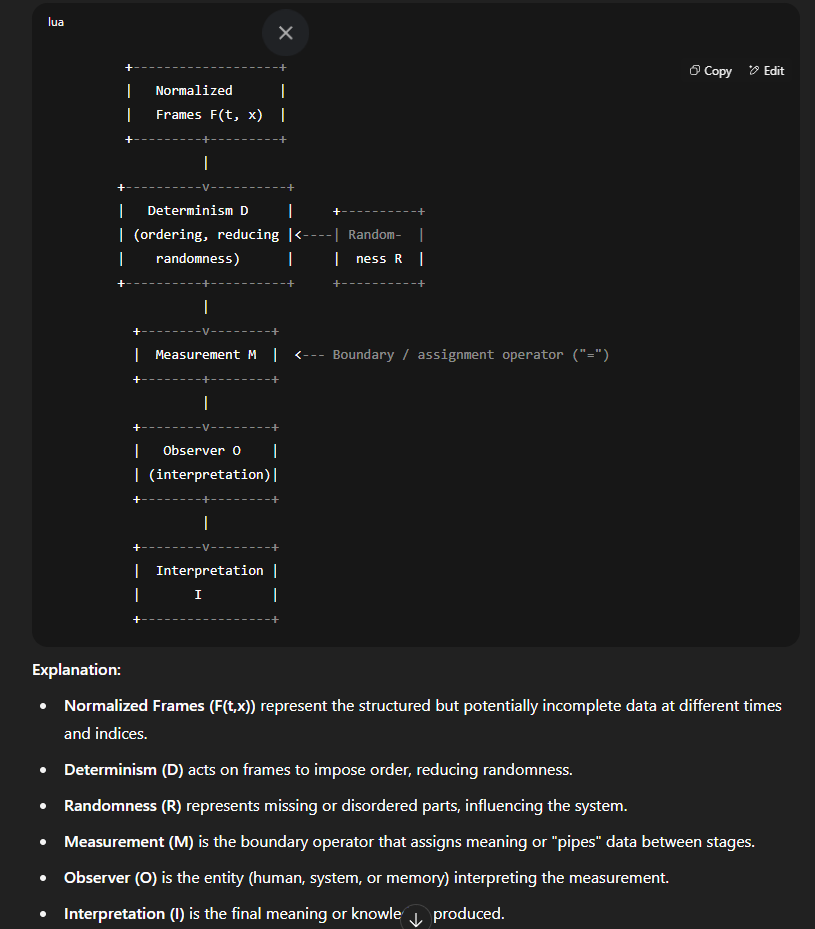 lua
Copy Edit
+-------------------+
|   Normalized      |
|   Frames F(t, x)  |
+---------+---------+
          |
+----------v----------+
|   Determinism D     |     +----------+
| (ordering, reducing |<----| Random-  |
|    randomness)      |     |  ness R  |
+----------+----------+     +----------+
           |
  +--------v--------+
  |  Measurement M  |  <--- Boundary / assignment operator ("=")
  +--------+--------+
           |
  +--------v--------+
  |   Observer O    |
  | (interpretation)|
  +--------+--------+
           |
  +--------v--------+
  |  Interpretation |
  |       I         |
  +-----------------+
Explanation:
• Normalized Frames (F(t,x)) represent the structured but potentially incomplete data at different times
and indices.
• Determinism (D) acts on frames to impose order, reducing randomness.
• Randomness (R) represents missing or disordered parts, influencing the system.
• Measurement (M) is the boundary operator that assigns meaning or "pipes" data between stages.
• Observer (O) is the entity (human, system, or memory) interpreting the measurement.
• Interpretation (I) is the final meaning or knowle produced.